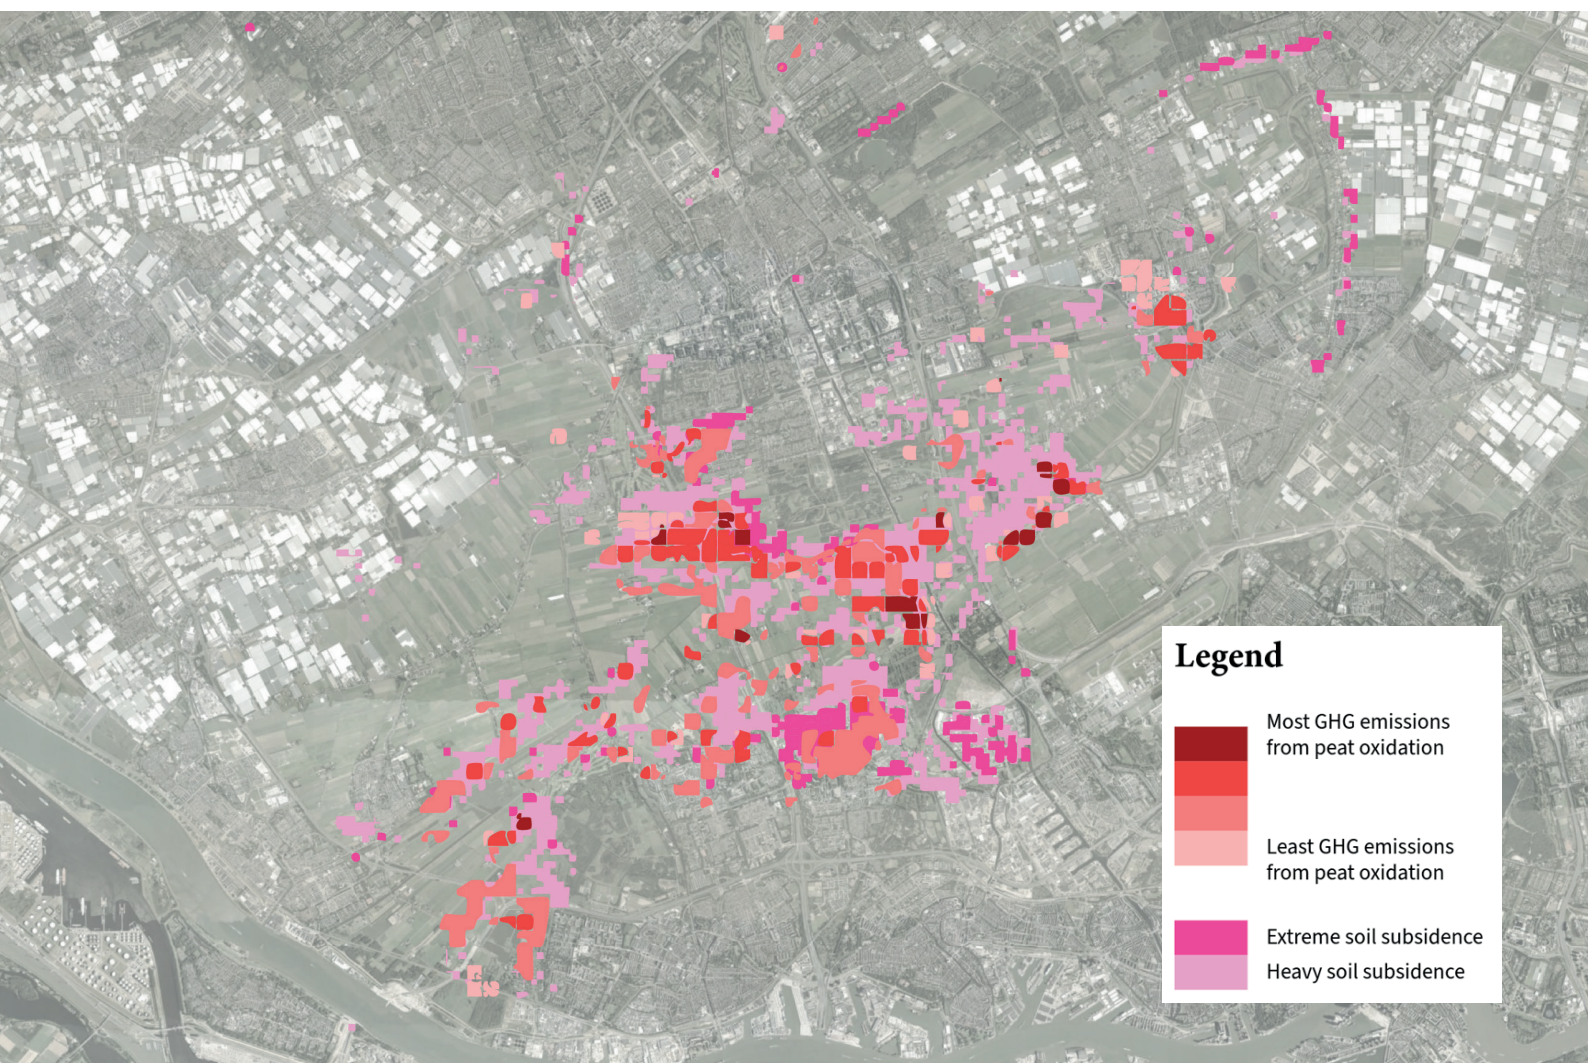 Legend
Most GHG emissions
from peat oxidation
Least GHG emissions
from peat oxidation
Extreme soil subsidence
Heavy soil subsidence